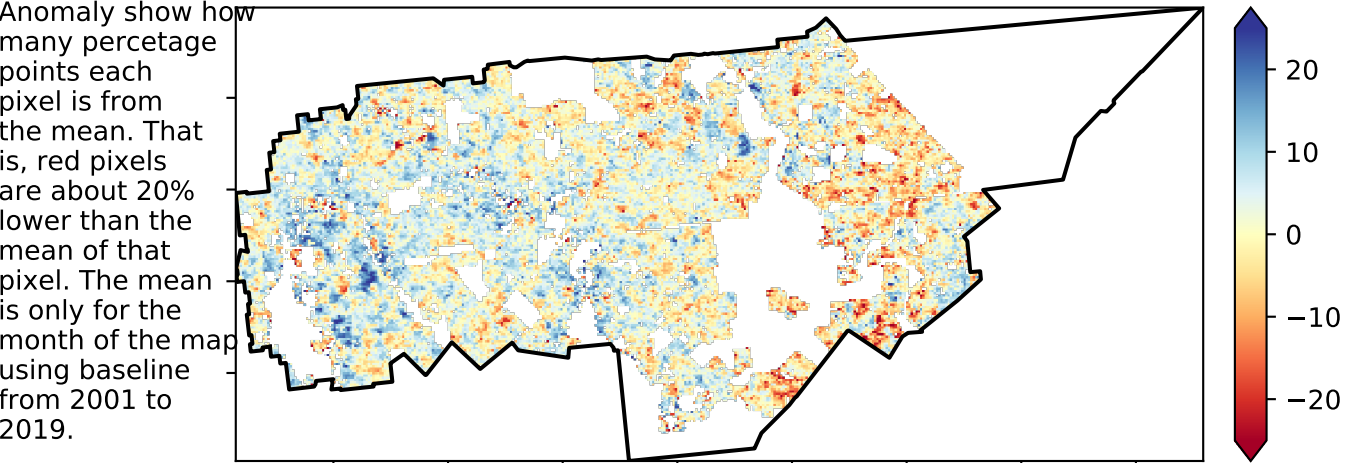 Anomaly show how
many percetage
points each
pixel is from
the mean. That
is, red pixels
are about 20%
lower than the
mean of that
pixel. The mean
is only for the
month of the map
using baseline
from 2001 to
2019.
20
10
0
−10
−20